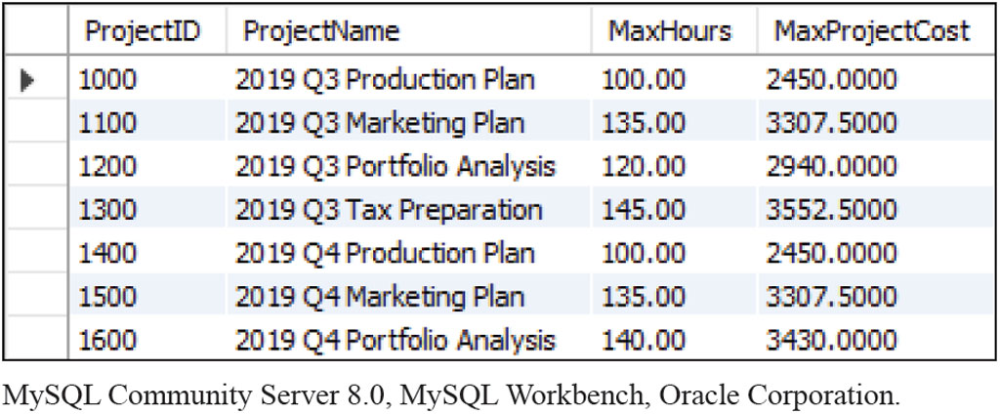 ProjectID ProjectName MaxHours MaxProjectCost
1000 2019 Q3 Production Plan 100.00 2450.0000
1100 2019 Q3 Marketing Plan 135.00 3307.5000
1200 2019 Q3 Portfolio Analysis 120.00 2940.0000
1300 2019 Q3 Tax Preparation 145.00 3552.5000
1400 2019 Q4 Production Plan 100.00 2450.0000
1500 2019 Q4 Marketing Plan 135.00 3307.5000
1600 2019 Q4 Portfolio Analysis 140.00 3430.0000
MySQL Community Server 8.0, MySQL Workbench, Oracle Corporation.